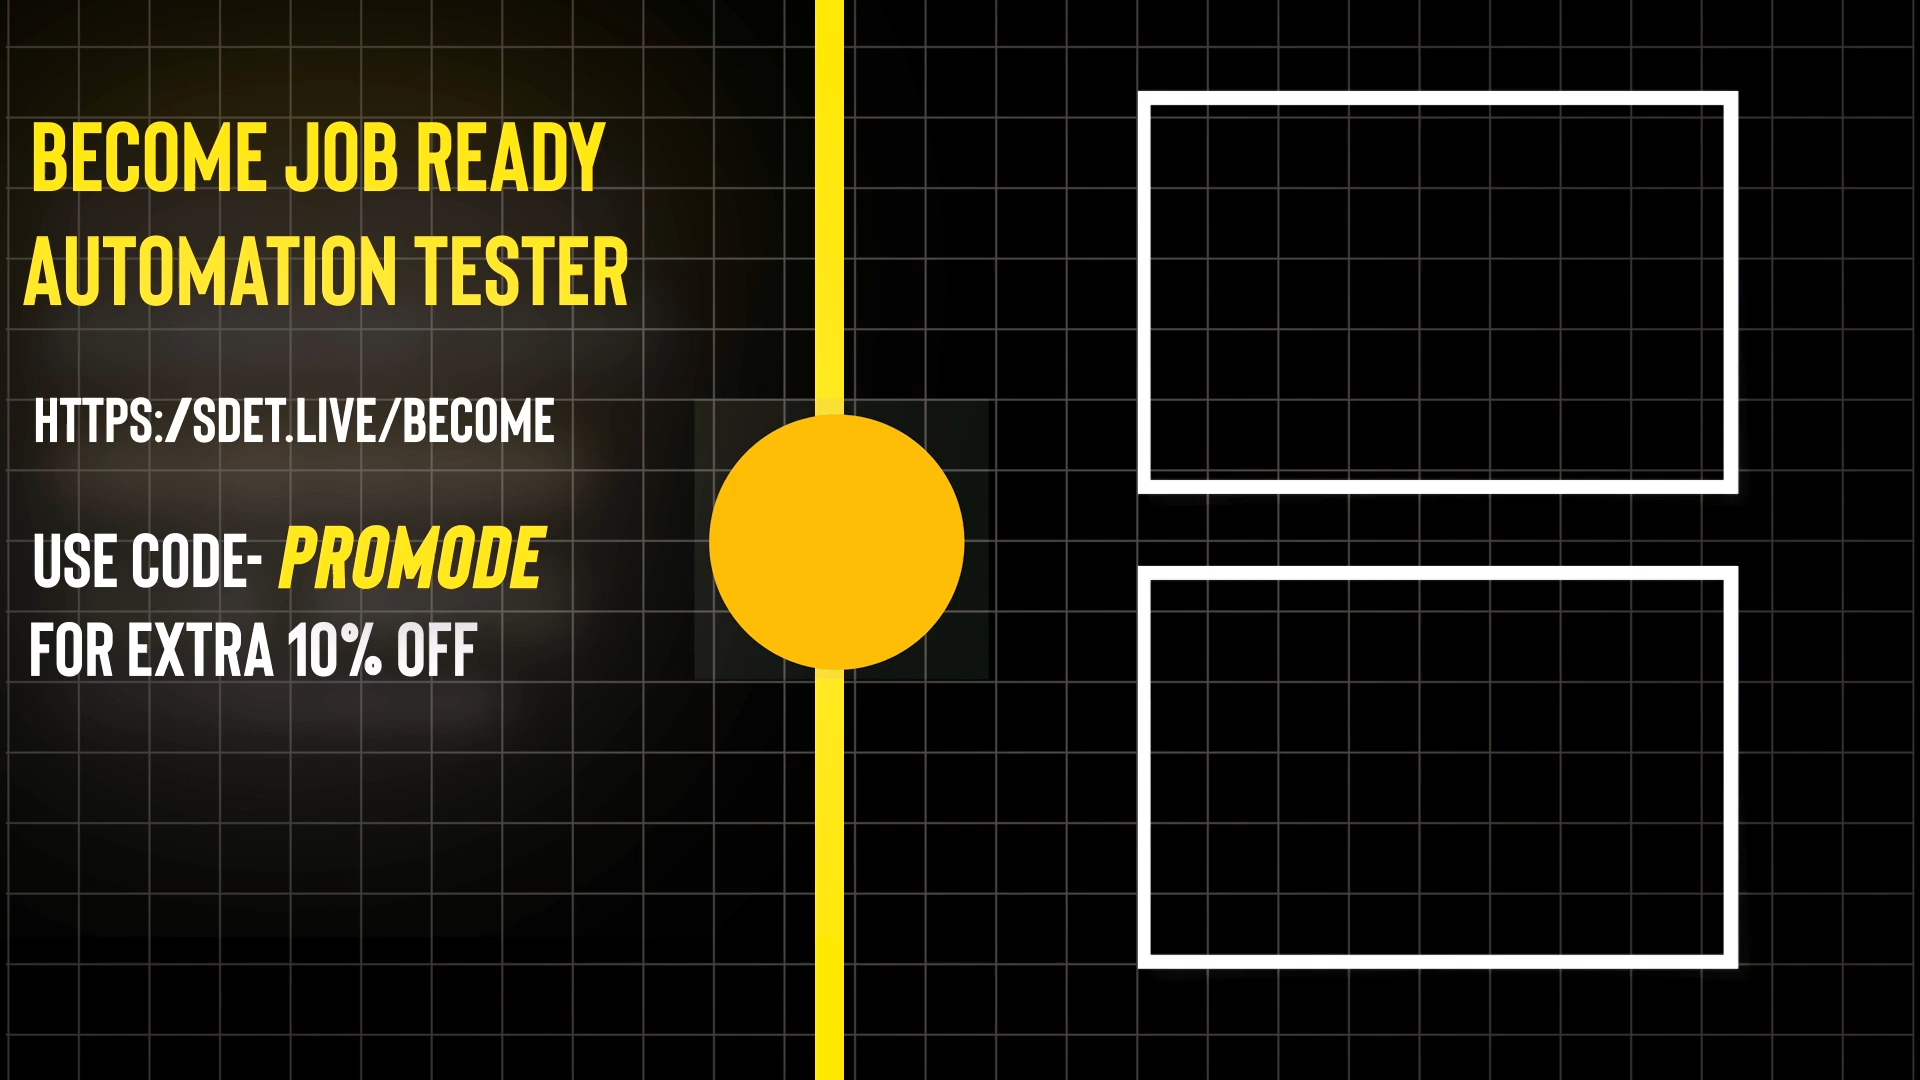 BECOME JOB READY
AUTOMATION TESTER
HTTPS://SDET.LIVE/BECOME
USE CODE- PROMODE
FOR EXTRA 10% OFF